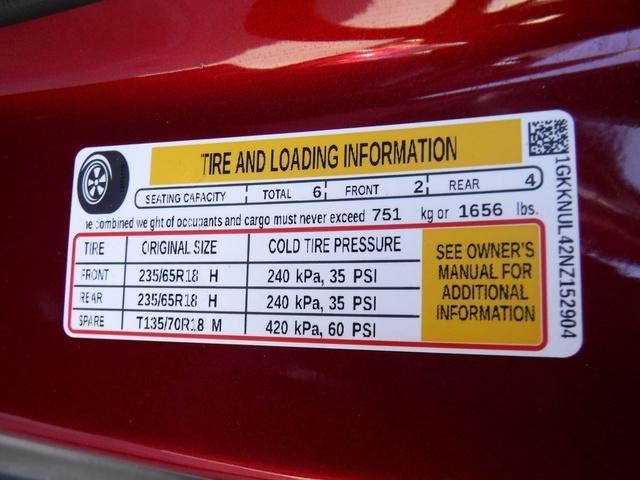 TIRE AND LOADING INFORMATION
SEATING CAPACITY TOTAL 6 FRONT 2 REAR 4
he combined weight of occupants and cargo must never exceed 751 kg or 1656 lbs.
TIRE ORIGINAL SIZE COLD TIRE PRESSURE
FRONT 235/65R18 H 240 kPa, 35 PSI
REAR 235/65R18 H 240 kPa, 35 PSI
SPARE T135/70R18 M 420 kPa, 60 PSI
SEE OWNER'S
MANUAL FOR
ADDITIONAL
INFORMATION
1GKKNUL42NZ152904